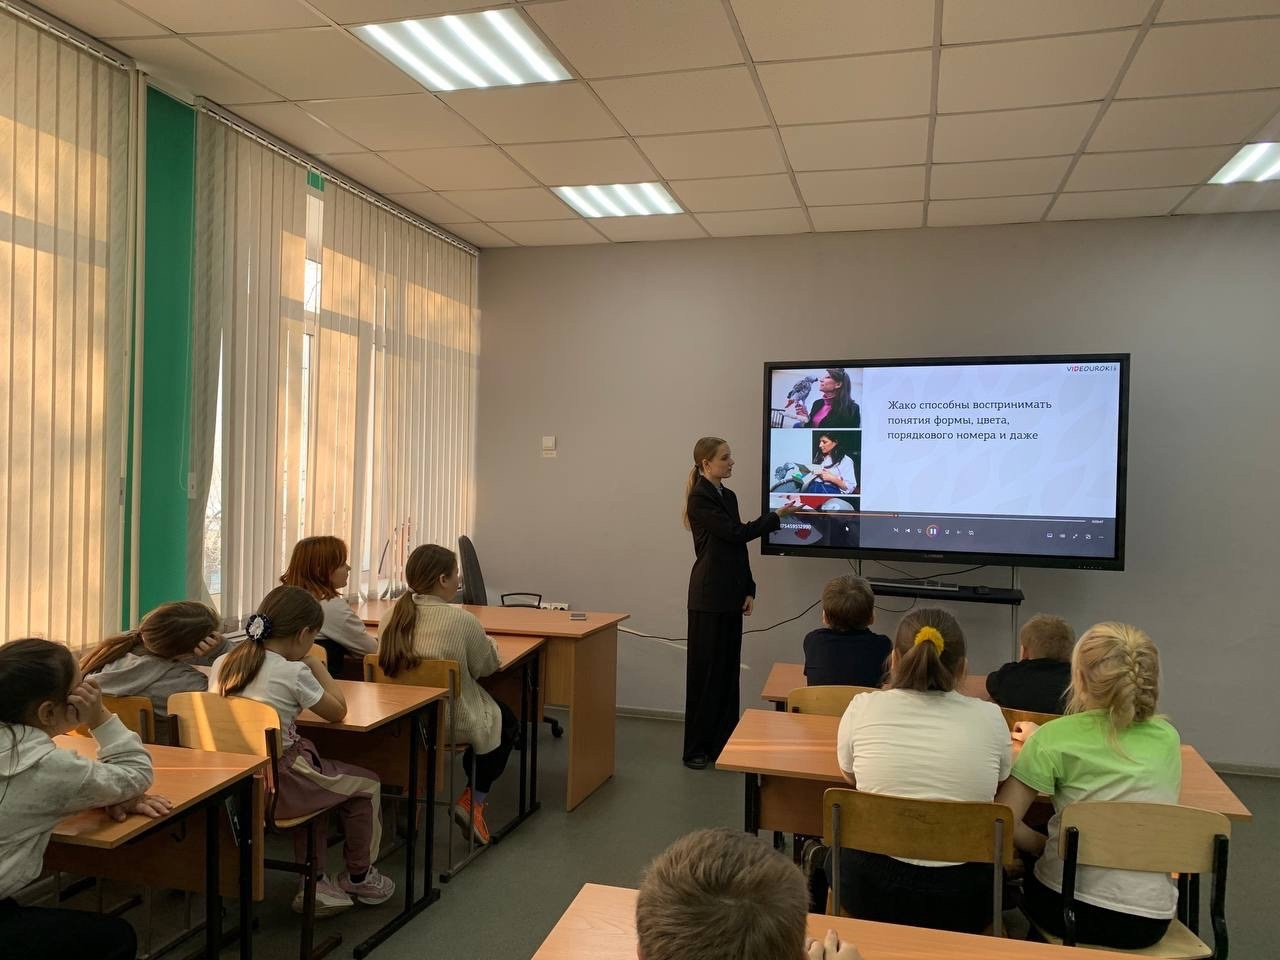 VIDEOUROKI
Жако способны воспринимать
понятия формы, цвета,
порядкового номера и даже